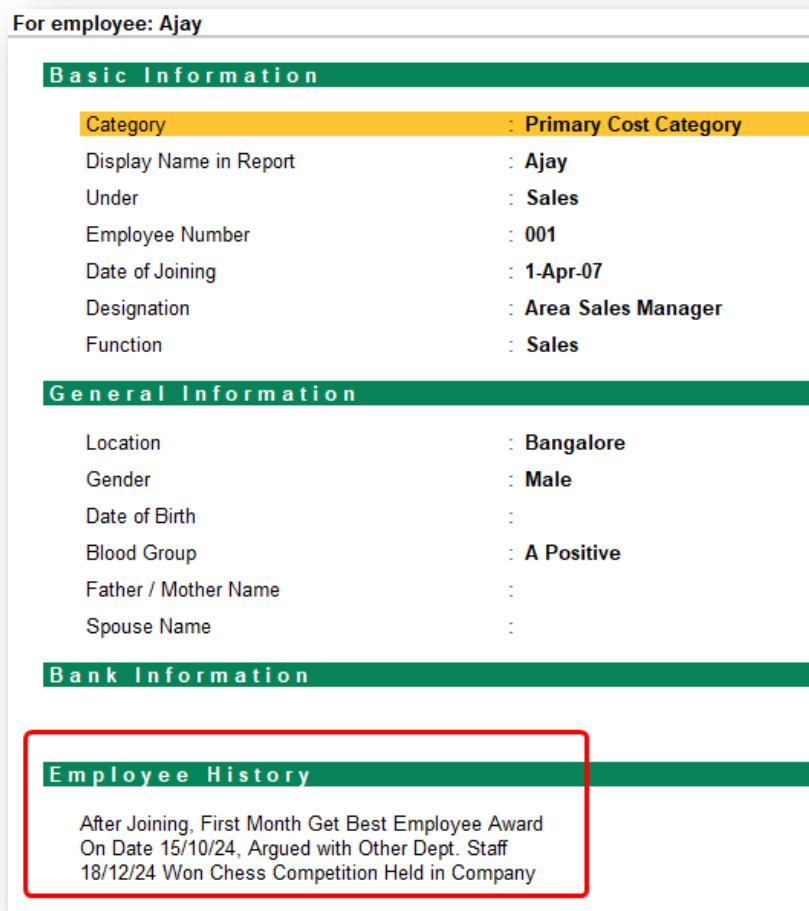 For employee: Ajay
Basic Information
Category : Primary Cost Category
Display Name in Report : Ajay
Under : Sales
Employee Number : 001
Date of Joining : 1-Apr-07
Designation : Area Sales Manager
Function : Sales
General Information
Location : Bangalore
Gender : Male
Date of Birth :
Blood Group : A Positive
Father / Mother Name :
Spouse Name :
Bank Information
Employee History
After Joining, First Month Get Best Employee Award
On Date 15/10/24, Argued with Other Dept. Staff
18/12/24 Won Chess Competition Held in Company